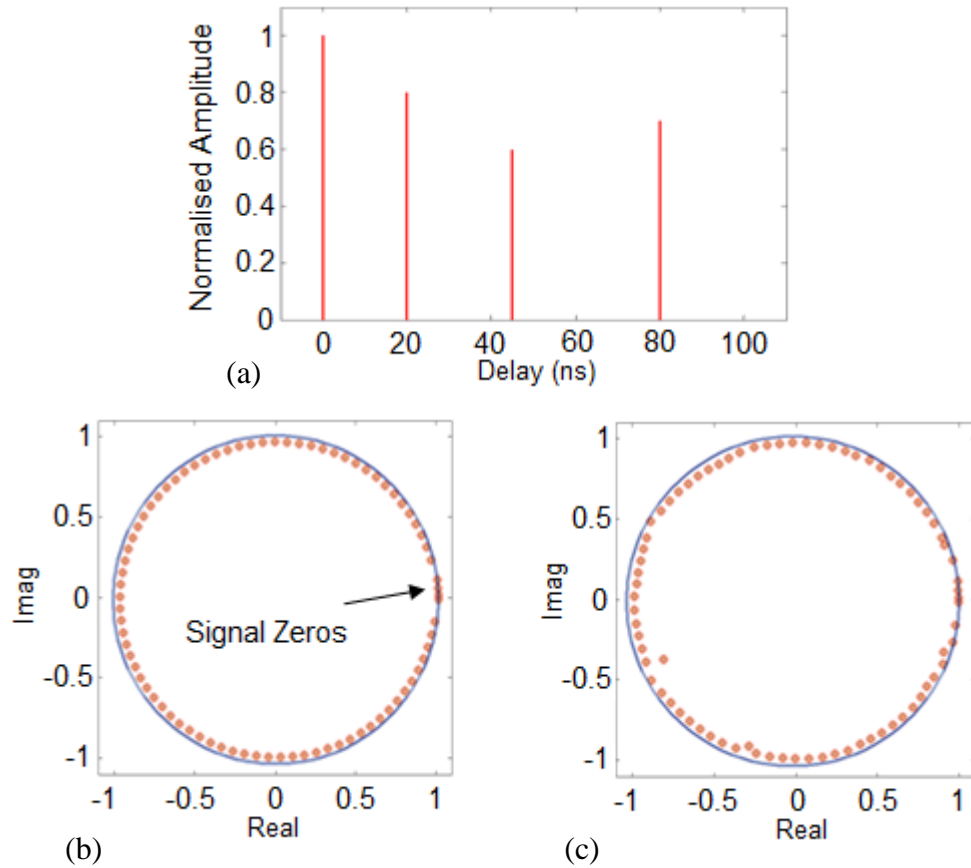 Normalised Amplitude
1
0.8
0.6
0.4
0.2
0
0 20 40 60 80 100
Delay (ns)
(a)
Imag
1
0.5
0
-0.5
-1
Signal Zeros
-1 -0.5 0 0.5 1
Real
(b)
Imag
1
0.5
0
-0.5
-1
-1 -0.5 0 0.5 1
Real
(c)